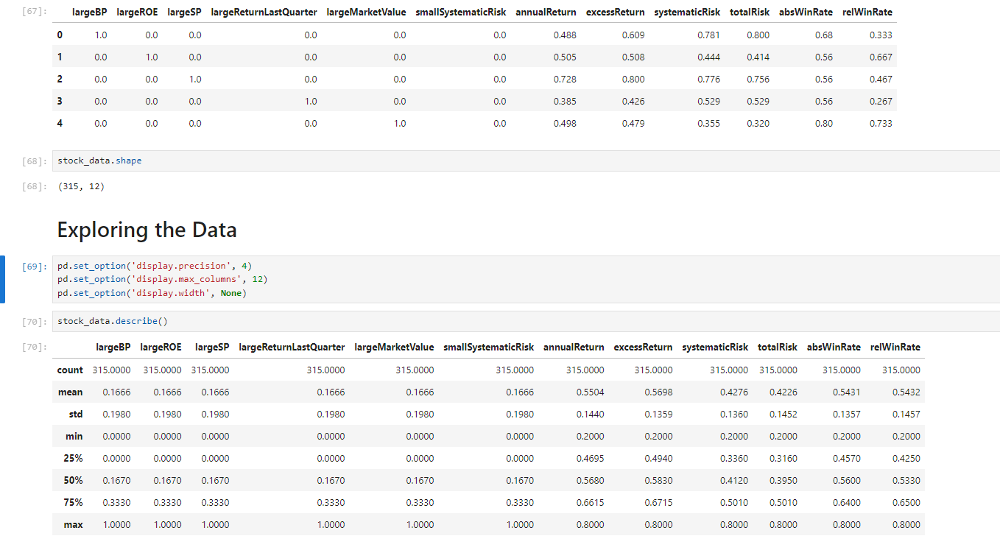 [67]: largeBP largeROE largeSP largeReturnLastQuarter largeMarketValue smallSystematicRisk annualReturn excessReturn systematicRisk totalRisk absWinRate relWinRate
0 1.0 0.0 0.0 0.0 0.0 0.0 0.488 0.609 0.781 0.800 0.68 0.333
1 0.0 1.0 0.0 0.0 0.0 0.0 0.505 0.508 0.444 0.414 0.56 0.667
2 0.0 0.0 1.0 0.0 0.0 0.0 0.728 0.800 0.776 0.756 0.56 0.467
3 0.0 0.0 0.0 1.0 0.0 0.0 0.385 0.426 0.529 0.529 0.56 0.267
4 0.0 0.0 0.0 0.0 1.0 0.0 0.498 0.479 0.355 0.320 0.80 0.733
[68]: stock_data.shape
[68]: (315, 12)
Exploring the Data
[69]: pd.set_option('display.precision', 4)
pd.set_option('display.max_columns', 12)
pd.set_option('display.width', None)
[70]: stock_data.describe()
[70]: largeBP largeROE largeSP largeReturnLastQuarter largeMarketValue smallSystematicRisk annualReturn excessReturn systematicRisk totalRisk absWinRate relWinRate
count 315.0000 315.0000 315.0000 315.0000 315.0000 315.0000 315.0000 315.0000 315.0000 315.0000 315.0000 315.0000
mean 0.1666 0.1666 0.1666 0.1666 0.1666 0.1666 0.5504 0.5698 0.4276 0.4226 0.5431 0.5432
std 0.1980 0.1980 0.1980 0.1980 0.1980 0.1980 0.1440 0.1359 0.1360 0.1452 0.1357 0.1457
min 0.0000 0.0000 0.0000 0.0000 0.0000 0.0000 0.2000 0.2000 0.2000 0.2000 0.2000 0.2000
25% 0.0000 0.0000 0.0000 0.0000 0.0000 0.0000 0.4695 0.4940 0.3360 0.3160 0.4570 0.4250
50% 0.1670 0.1670 0.1670 0.1670 0.1670 0.1670 0.5680 0.5830 0.4120 0.3950 0.5600 0.5330
75% 0.3330 0.3330 0.3330 0.3330 0.3330 0.3330 0.6615 0.6715 0.5010 0.5010 0.6400 0.6500
max 1.0000 1.0000 1.0000 1.0000 1.0000 1.0000 0.8000 0.8000 0.8000 0.8000 0.8000 0.8000